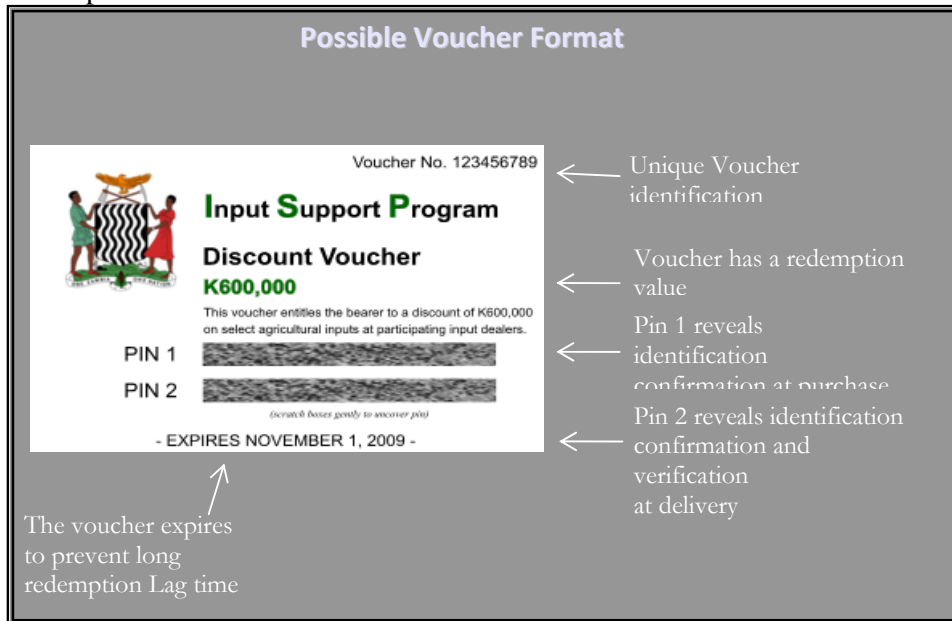 Possible Voucher Format
Voucher No. 123456789
Input Support Program
Discount Voucher
K600,000
This voucher entitles the bearer to a discount of K600,000
on select agricultural inputs at participating input dealers.
PIN 1
PIN 2
(scratch boxes gently to uncover pin)
- EXPIRES NOVEMBER 1, 2009 -
ONE ZAMBIA ONE NATION
Unique Voucher
identification
Voucher has a redemption
value
Pin 1 reveals
identification
confirmation at purchase
Pin 2 reveals identification
confirmation and
verification
at delivery
The voucher expires
to prevent long
redemption Lag time